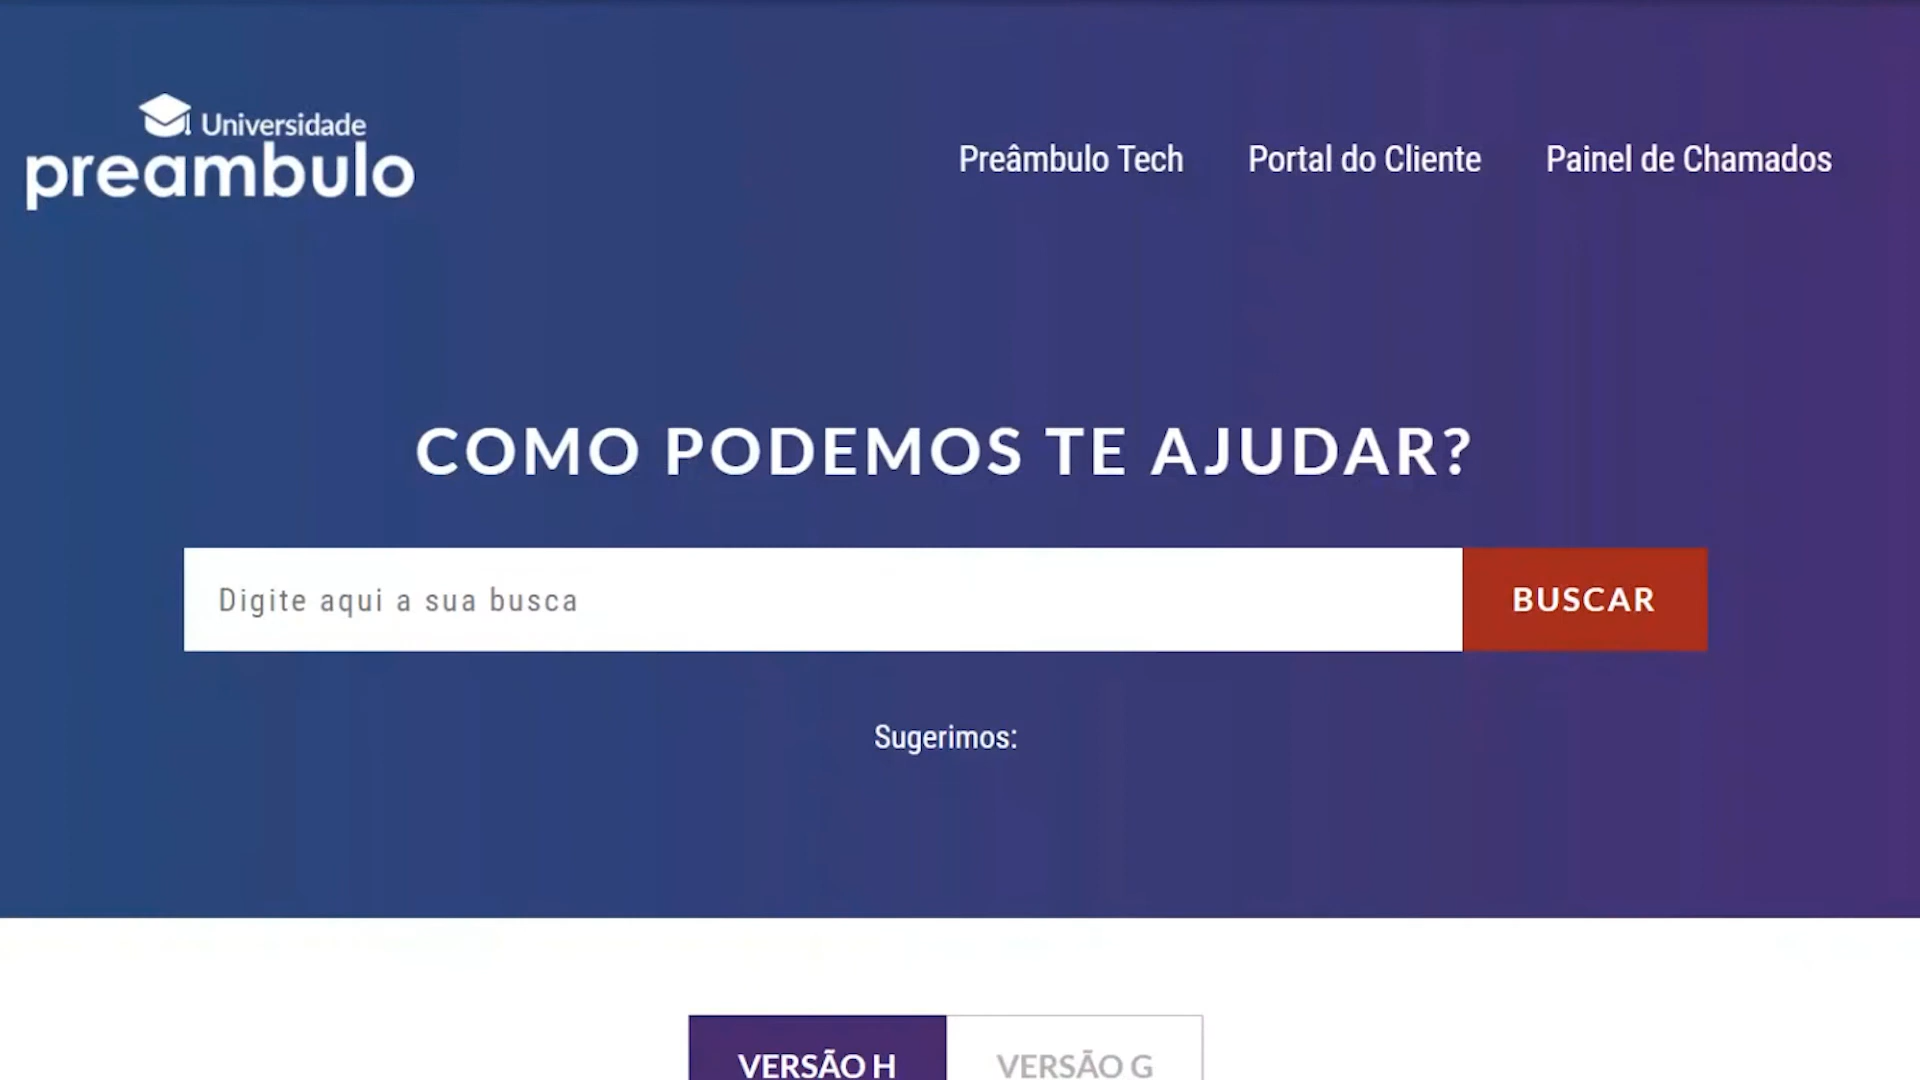 Universidade
preambulo
Preâmbulo Tech Portal do Cliente Painel de Chamados
COMO PODEMOS TE AJUDAR?
Digite aqui a sua busca BUSCAR
Sugerimos:
VERSÃO H VERSÃO G